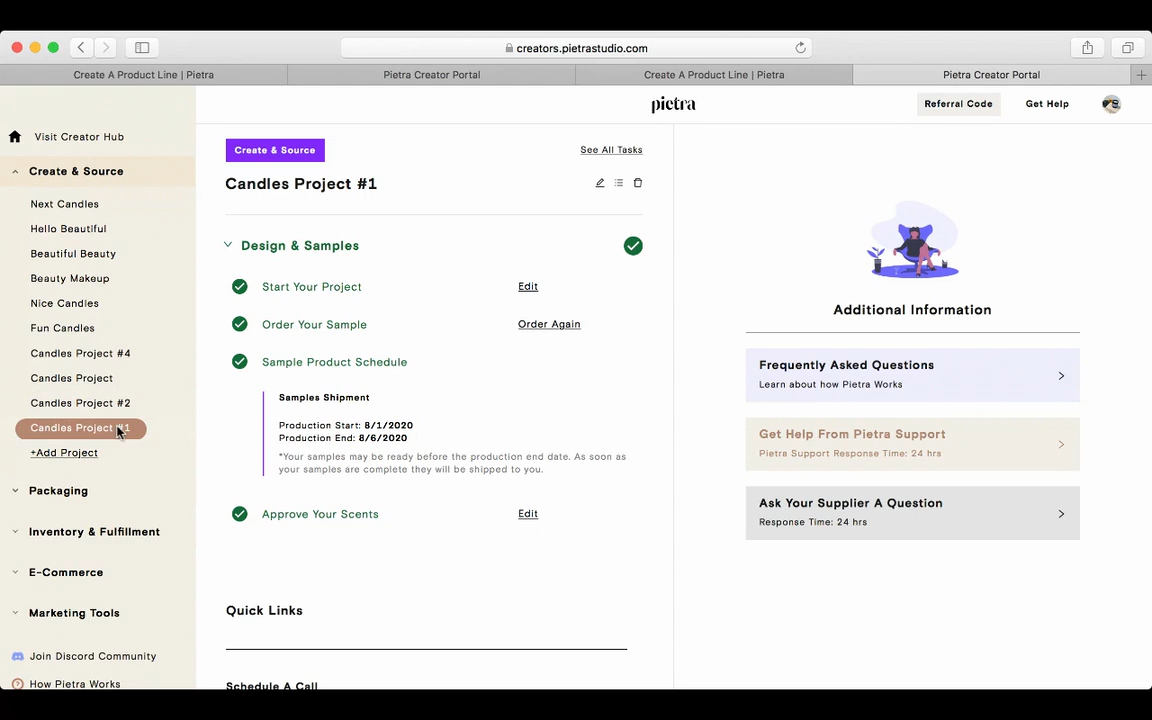 creators.pietrastudio.com
Create A Product Line | Pietra
Pietra Creator Portal
Create A Product Line | Pietra
Pietra Creator Portal
Visit Creator Hub
Create & Source
Next Candles
Hello Beautiful
Beautiful Beauty
Beauty Makeup
Nice Candles
Fun Candles
Candles Project #4
Candles Project
Candles Project #2
Candles Project #1
+Add Project
Packaging
Inventory & Fulfillment
E-Commerce
Marketing Tools
Join Discord Community
How Pietra Works
pietra
Referral Code
Get Help
Create & Source
See All Tasks
Candles Project #1
Design & Samples
Start Your Project
Edit
Order Your Sample
Order Again
Sample Product Schedule
Samples Shipment
Production Start: 8/1/2020
Production End: 8/6/2020
*Your samples may be ready before the production end date. As soon as
your samples are complete they will be shipped to you.
Approve Your Scents
Edit
Quick Links
Schedule A Call
Additional Information
Frequently Asked Questions
Learn about how Pietra Works
Get Help From Pietra Support
Pietra Support Response Time: 24 hrs
Ask Your Supplier A Question
Response Time: 24 hrs